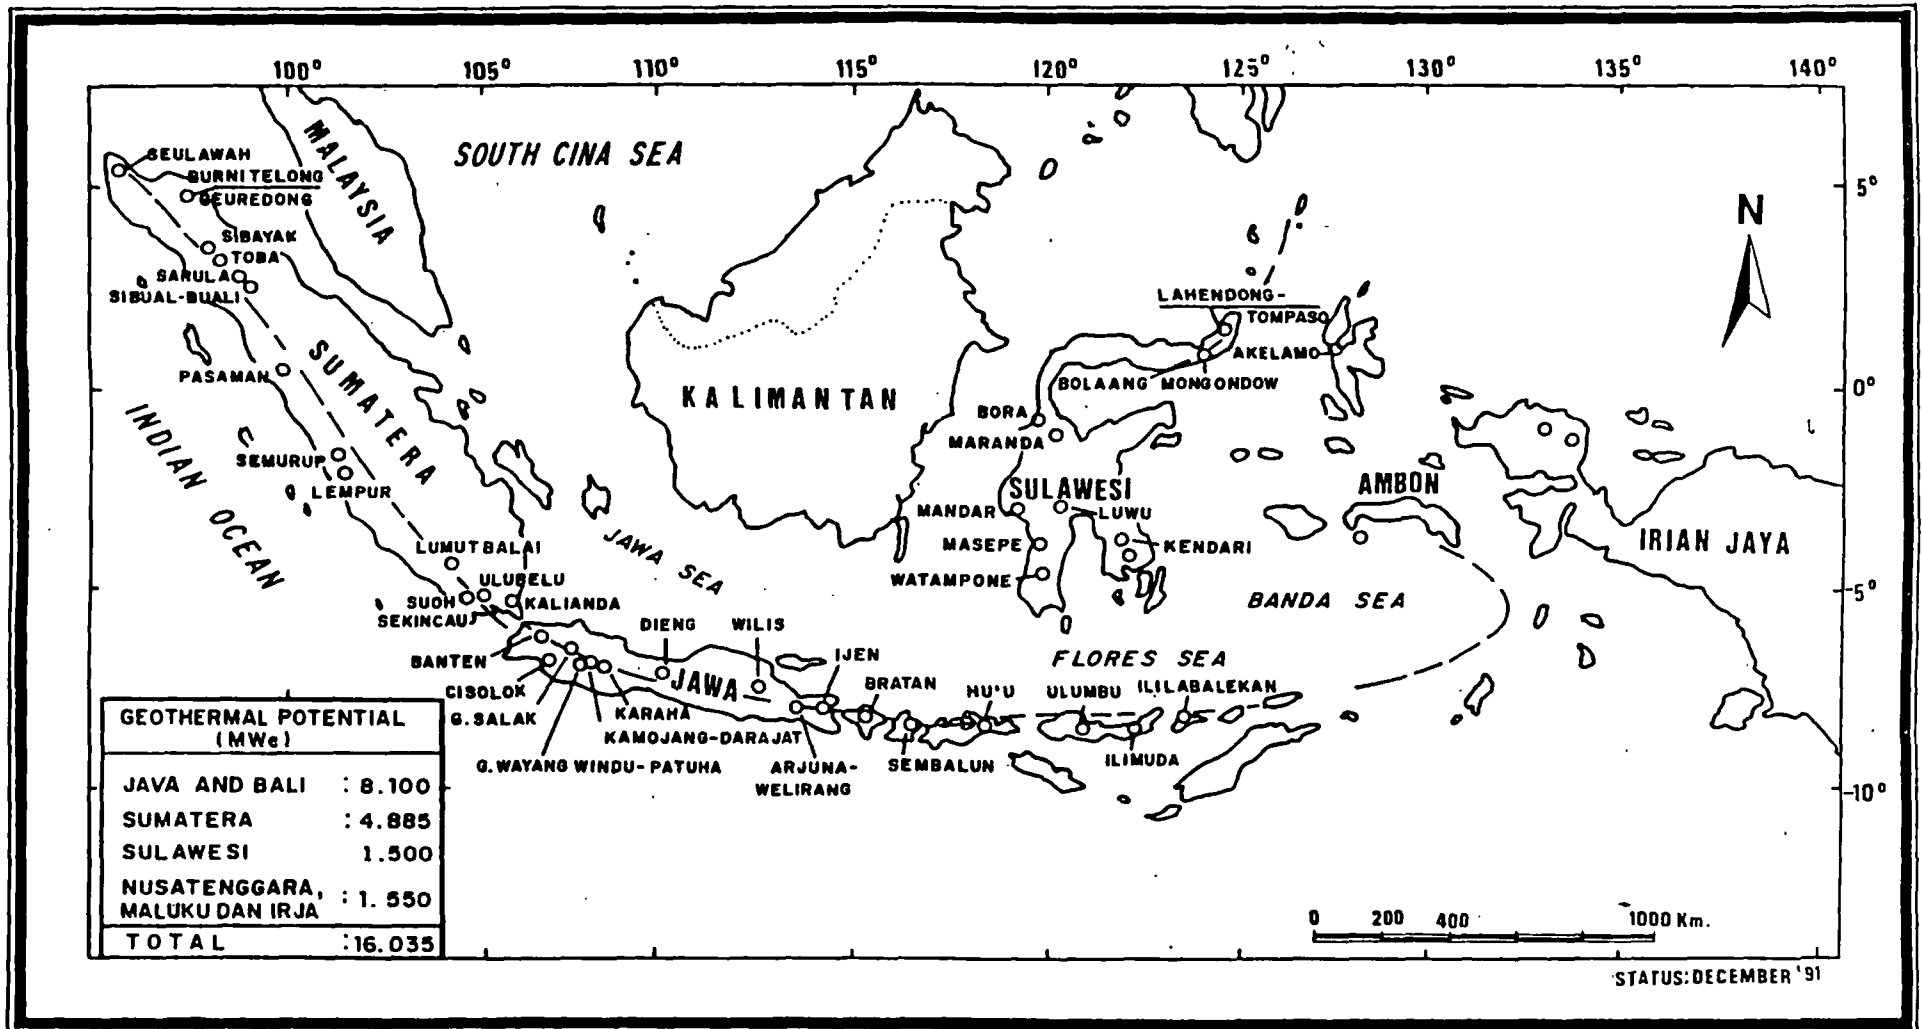 100° 105° 110° 115° 120° 125° 130° 135° 140°
MALAYSIA
SOUTH CINA SEA
SEULAWAH
BURNI TELONG
GEUREDONG
5°
N
SIBAYAK
TOBA
SARULA
SIBUAL-BUALI
LAHENDONG-
TOMPASO
AKELAMO
BOLAANG MONGONDOW
SUMATERA
PASAMAN
KALIMANTAN
0°
BORA
MARANDA
INDIAN OCEAN
SEMURUP
LEMPUR
SULAWESI
AMBON
MANDAR
LUWU
MASEPE
KENDARI
IRIAN JAYA
WATAMPONE
JAWA SEA
LUMUTBALAI
ULUBELU
SUOH
SEKINCAU
KALIANDA
BANDA SEA
-5°
DIENG
WILIS
BANTEN
IJEN
FLORES SEA
CISOLOK
JAWA
BRATAN
HU'U
ULUMBU
ILILABALEKAN
G.SALAK
KARAHA
KAMOJANG-DARAJAT
G.WAYANG WINDU-PATUHA
ARJUNA-
WELIRANG
SEMBALUN
ILIMUDA
-10°
GEOTHERMAL POTENTIAL
(MWe)
JAVA AND BALI : 8.100
SUMATERA : 4.885
SULAWESI 1.500
NUSATENGGARA,
MALUKU DAN IRJA : 1.550
TOTAL :16.035
0 200 400 1000 Km.
STATUS:DECEMBER '91